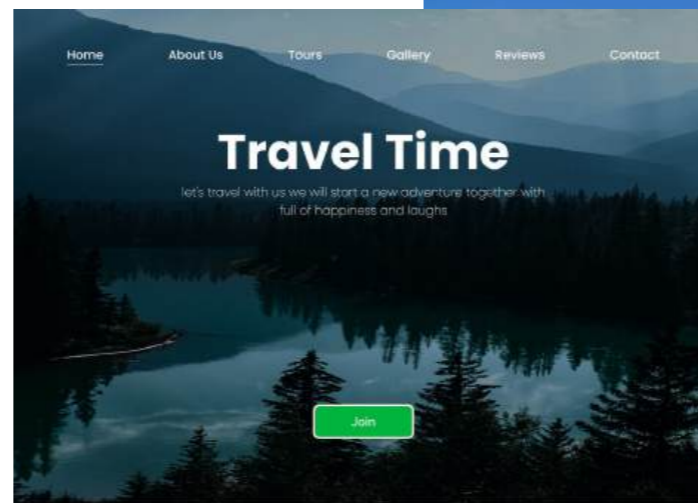 Home About Us Tours Gallery Reviews Contact
Travel Time
let's travel with us we will start a new adventure together with
full of happiness and laughs
Join